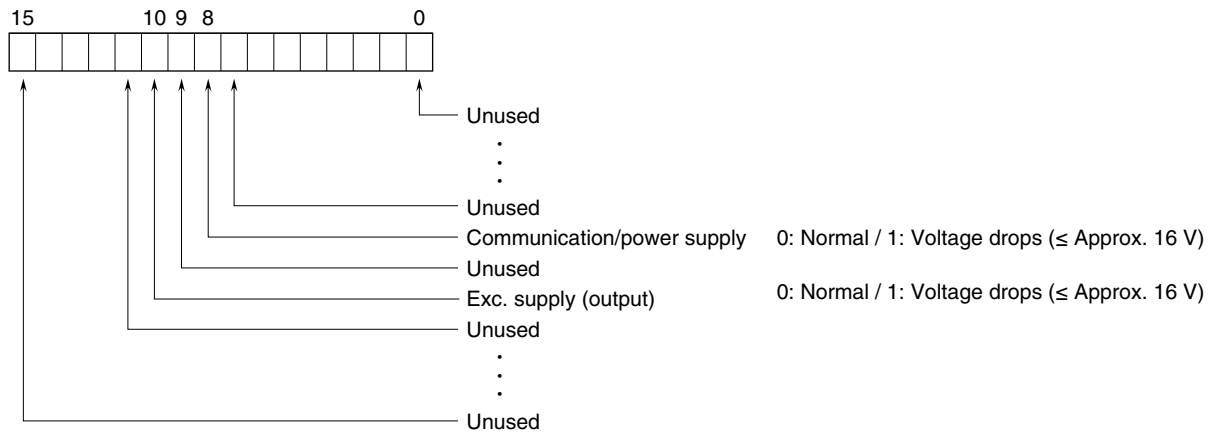 15 10 9 8 0
Unused
Unused
Communication/power supply 0: Normal / 1: Voltage drops (≤ Approx. 16 V)
Unused
Exc. supply (output) 0: Normal / 1: Voltage drops (≤ Approx. 16 V)
Unused
Unused